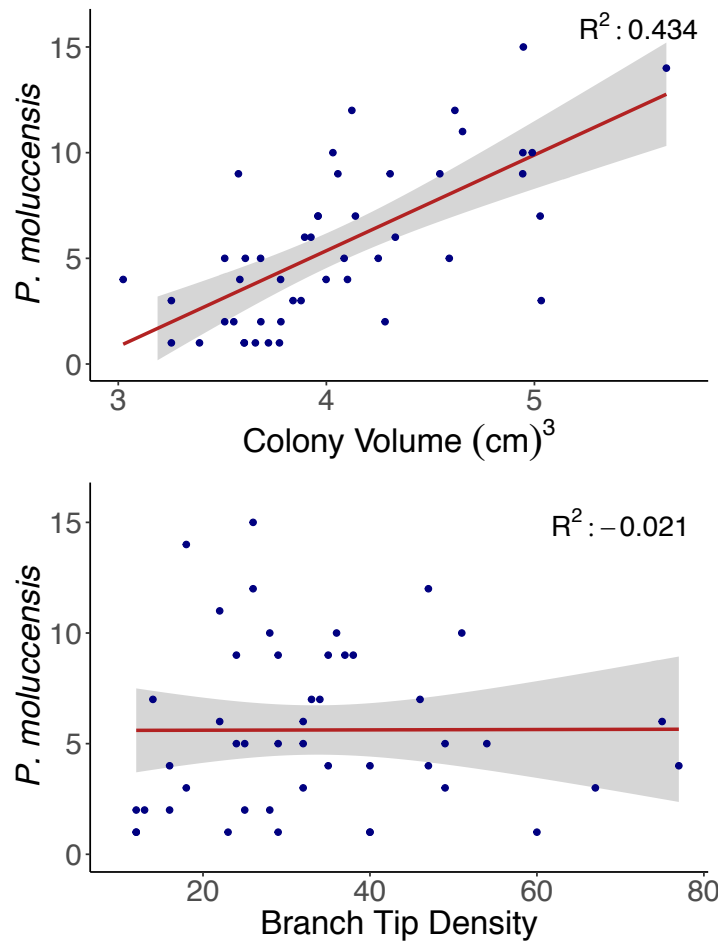 R²: 0.434
15
10
5
0
P. moluccensis
3 4 5
Colony Volume (cm)³
R²: −0.021
15
10
5
0
P. moluccensis
20 40 60 80
Branch Tip Density